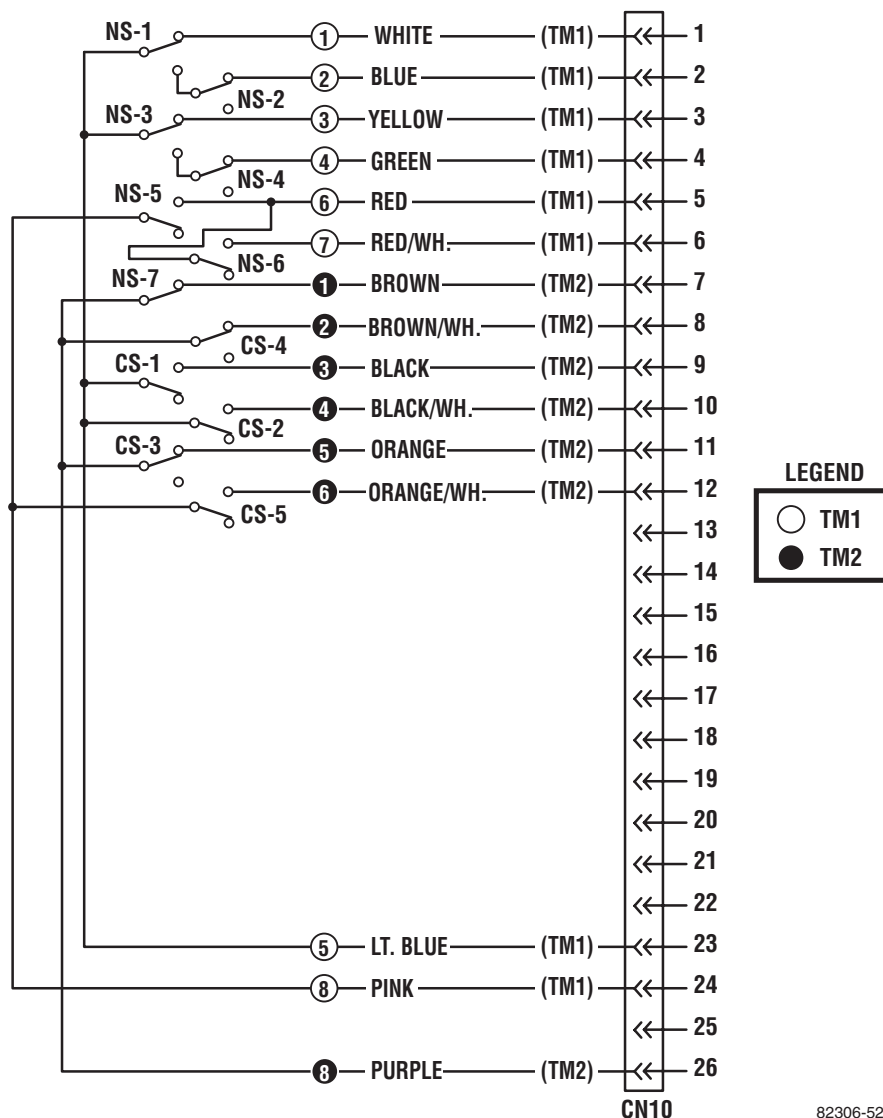 NS-1 1 WHITE (TM1) 1
2 BLUE (TM1) 2
NS-2
NS-3 3 YELLOW (TM1) 3
4 GREEN (TM1) 4
NS-4
NS-5 6 RED (TM1) 5
7 RED/WH. (TM1) 6
NS-6
NS-7 1 BROWN (TM2) 7
2 BROWN/WH. (TM2) 8
CS-4
CS-1 3 BLACK (TM2) 9
4 BLACK/WH. (TM2) 10
CS-2
CS-3 5 ORANGE (TM2) 11
6 ORANGE/WH. (TM2) 12
CS-5
13
14
15
16
17
18
19
20
21
22
5 LT. BLUE (TM1) 23
8 PINK (TM1) 24
25
8 PURPLE (TM2) 26
CN10
LEGEND
TM1
TM2
82306-52